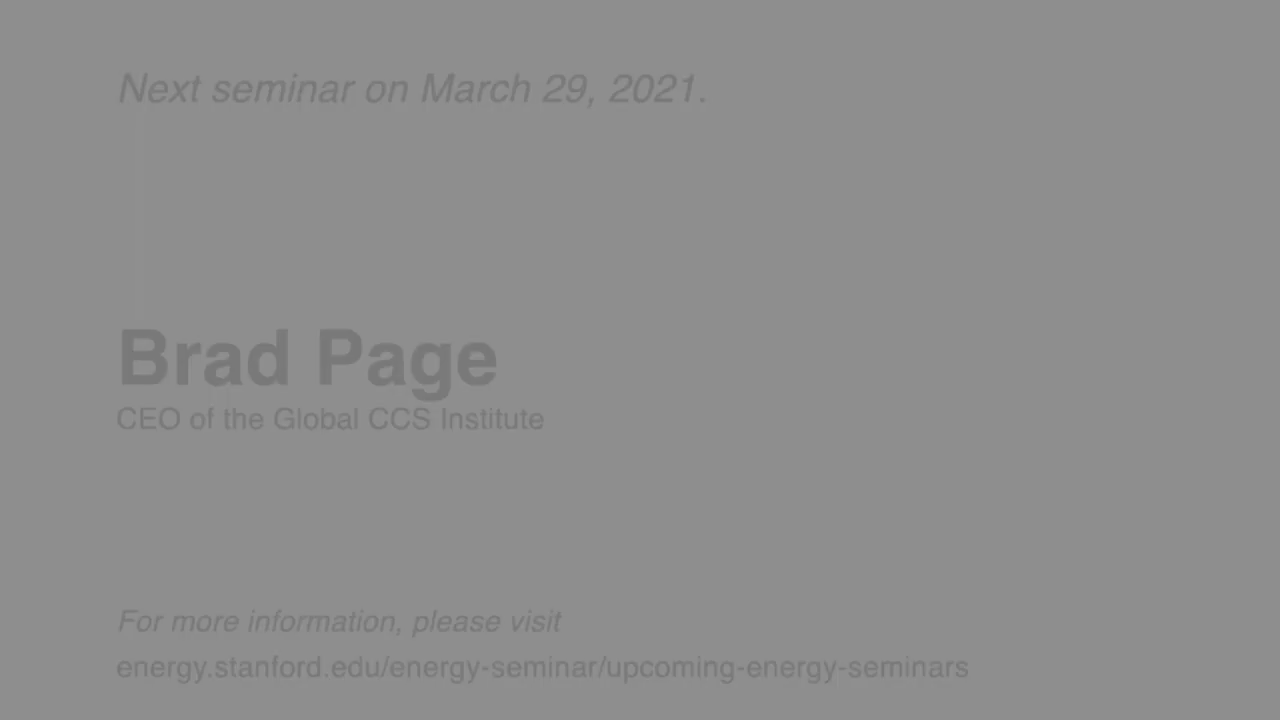 Next seminar on March 29, 2021.
Brad Page
CEO of the Global CCS Institute
For more information, please visit
energy.stanford.edu/energy-seminar/upcoming-energy-seminars